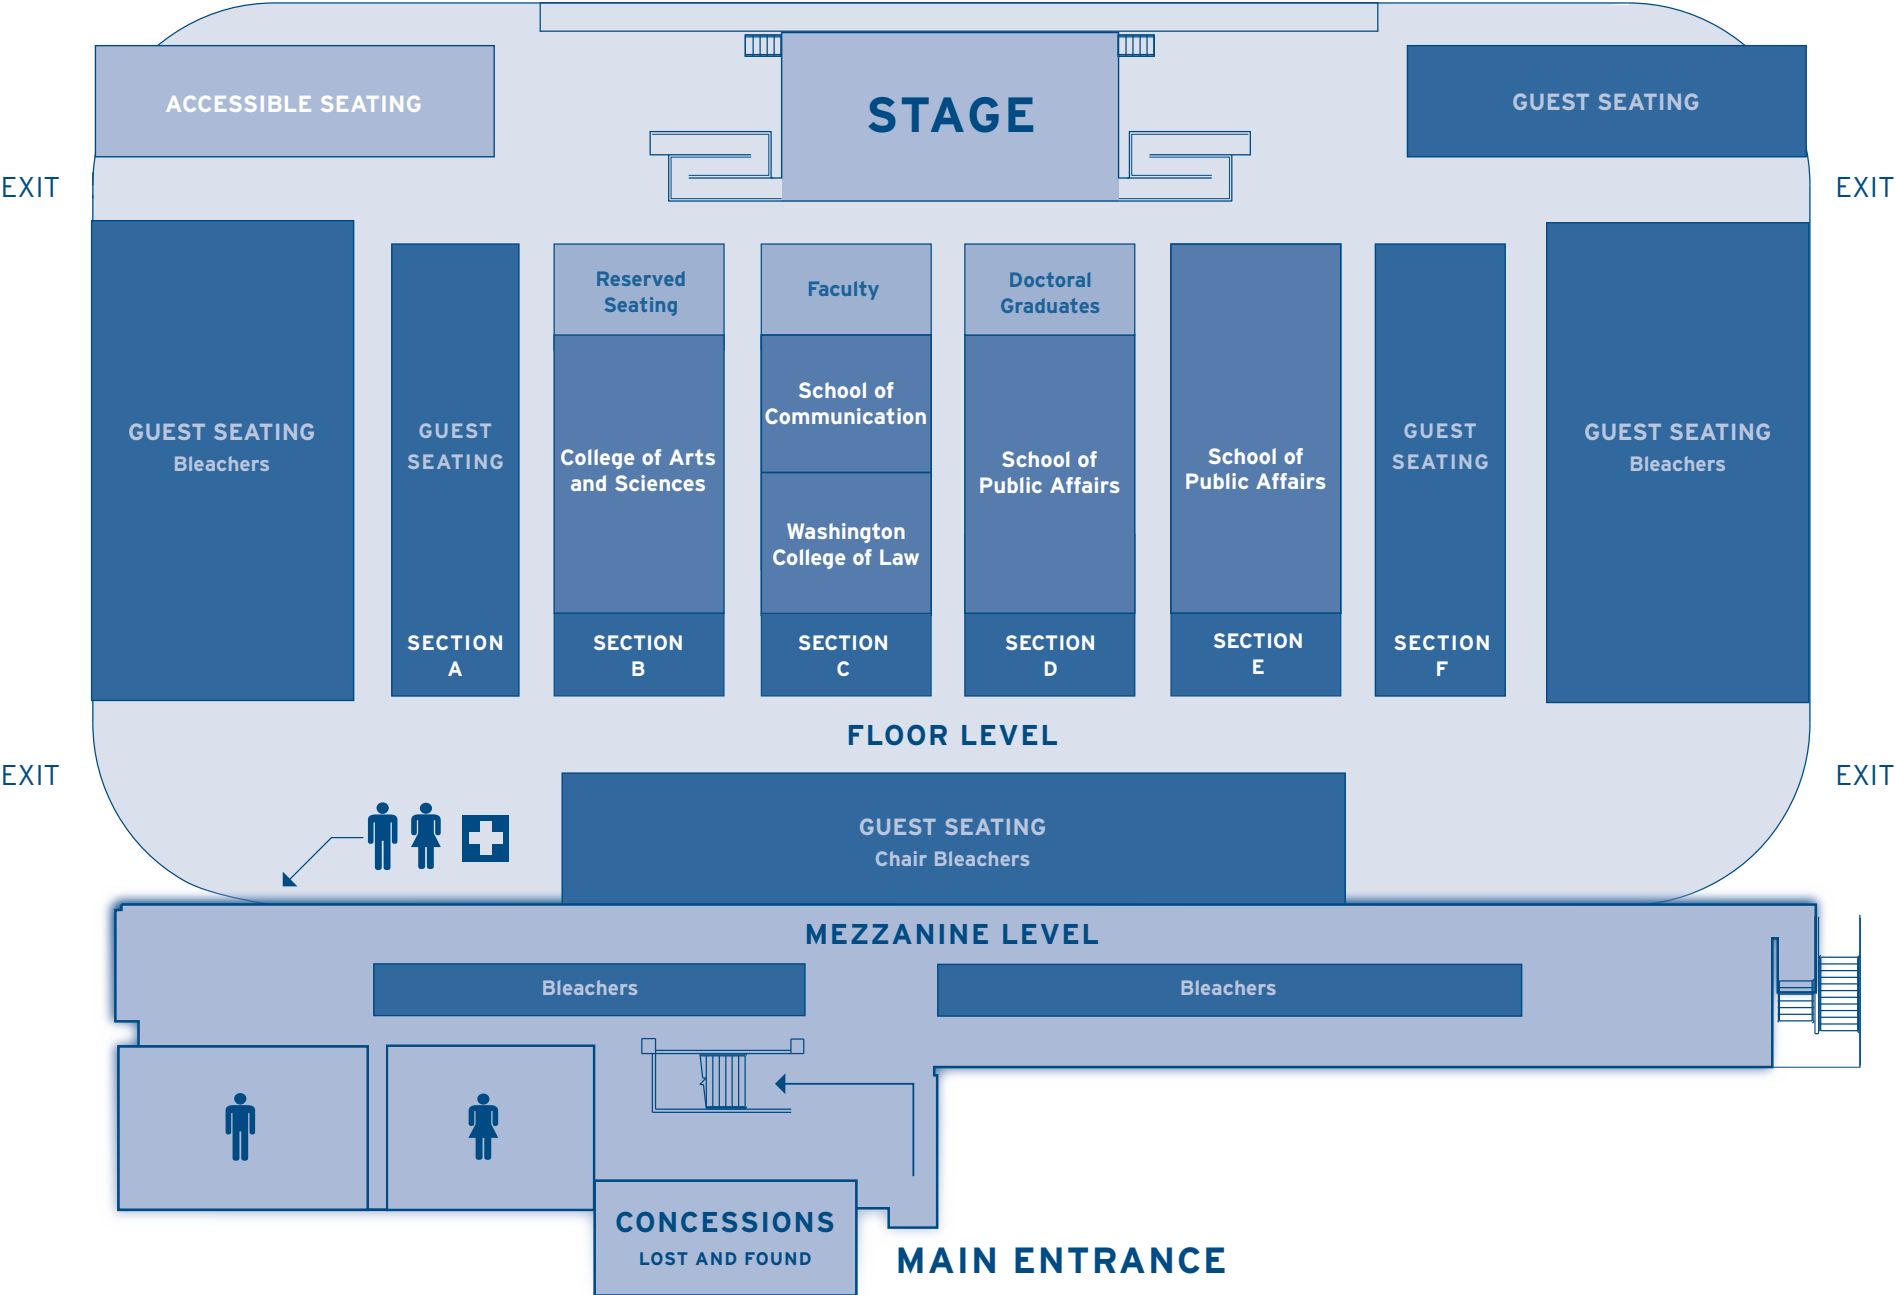 ACCESSIBLE SEATING
STAGE
GUEST SEATING
EXIT
EXIT
GUEST SEATING
Bleachers
GUEST
SEATING
SECTION
A
Reserved
Seating
College of Arts
and Sciences
SECTION
B
Faculty
School of
Communication
Washington
College of Law
SECTION
C
Doctoral
Graduates
School of
Public Affairs
SECTION
D
School of
Public Affairs
SECTION
E
GUEST
SEATING
SECTION
F
GUEST SEATING
Bleachers
FLOOR LEVEL
EXIT
EXIT
GUEST SEATING
Chair Bleachers
MEZZANINE LEVEL
Bleachers
Bleachers
CONCESSIONS
LOST AND FOUND
MAIN ENTRANCE